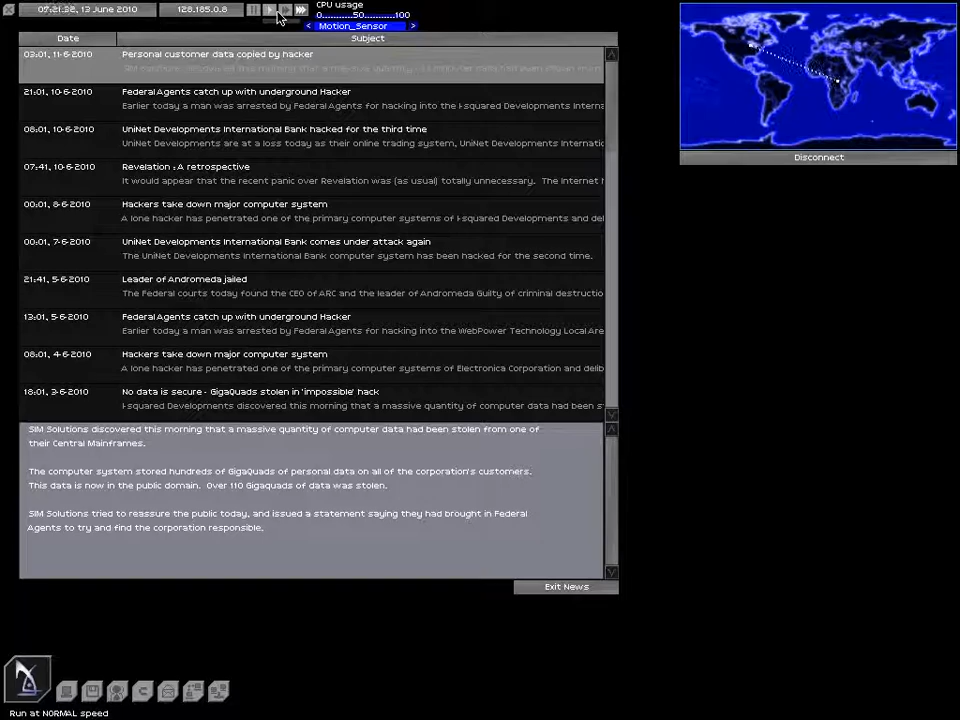 07:21:32, 13 June 2010
128.185.0.8
CPU usage
0...........50...........100
< Motion_Sensor >
Date
Subject
03:01, 11-6-2010
Personal customer data copied by hacker
21:01, 10-6-2010
Federal Agents catch up with underground Hacker
Earlier today a man was arrested by Federal Agents for hacking into the I-squared Developments Interna
08:01, 10-6-2010
UniNet Developments International Bank hacked for the third time
UniNet Developments are at a loss today as their online trading system, UniNet Developments Internatic
07:41, 10-6-2010
Revelation : A retrospective
It would appear that the recent panic over Revelation was (as usual) totally unnecessary. The Internet
00:01, 8-6-2010
Hackers take down major computer system
A lone hacker has penetrated one of the primary computer systems of I-squared Developments and deli
00:01, 7-6-2010
UniNet Developments International Bank comes under attack again
The UniNet Developments International Bank computer system has been hacked for the second time.
21:41, 5-6-2010
Leader of Andromeda jailed
The Federal courts today found the CEO of ARC and the leader of Andromeda Guilty of criminal destructio
13:01, 5-6-2010
Federal Agents catch up with underground Hacker
Earlier today a man was arrested by Federal Agents for hacking into the WebPower Technology Local Are
08:01, 4-6-2010
Hackers take down major computer system
A lone hacker has penetrated one of the primary computer systems of Electronica Corporation and delib
18:01, 3-6-2010
No data is secure - GigaQuads stolen in 'impossible' hack
I-squared Developments discovered this morning that a massive quantity of computer data had been s
SIM Solutions discovered this morning that a massive quantity of computer data had been stolen from one of
their Central Mainframes.
The computer system stored hundreds of GigaQuads of personal data on all of the corporation's customers.
This data is now in the public domain. Over 110 Gigaquads of data was stolen.
SIM Solutions tried to reassure the public today, and issued a statement saying they had brought in Federal
Agents to try and find the corporation responsible.
Exit News
Disconnect
Run at NORMAL speed